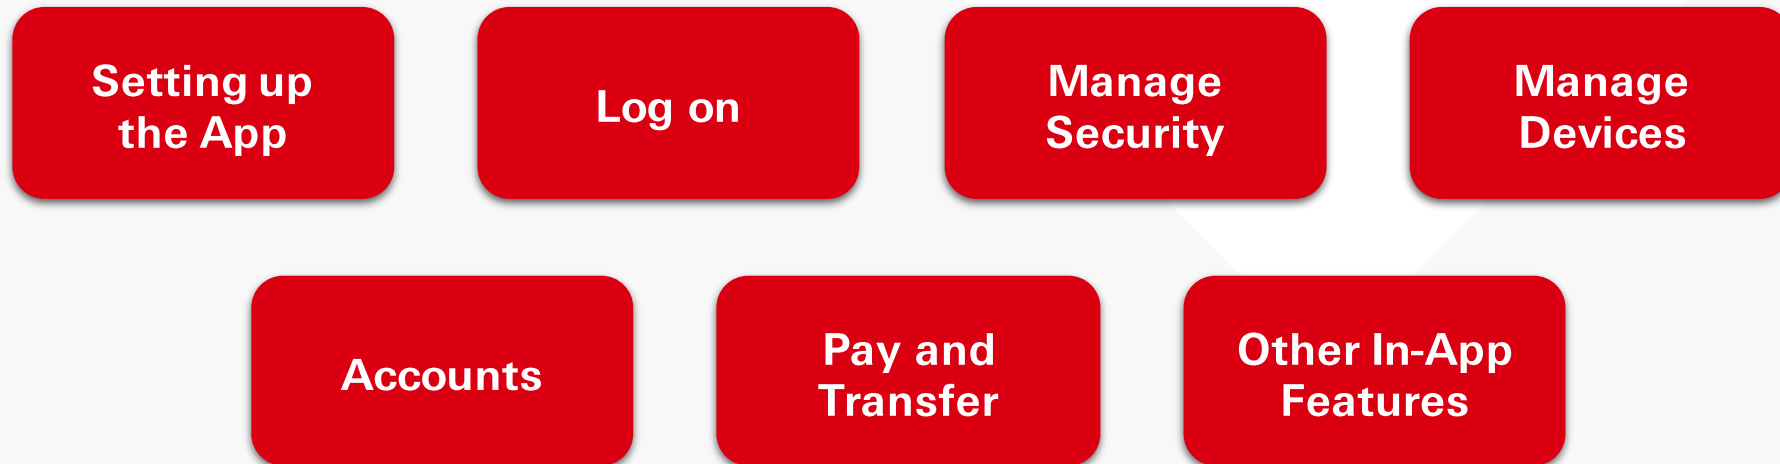 Setting up
the App
Log on
Manage
Security
Manage
Devices
Accounts
Pay and
Transfer
Other In-App
Features